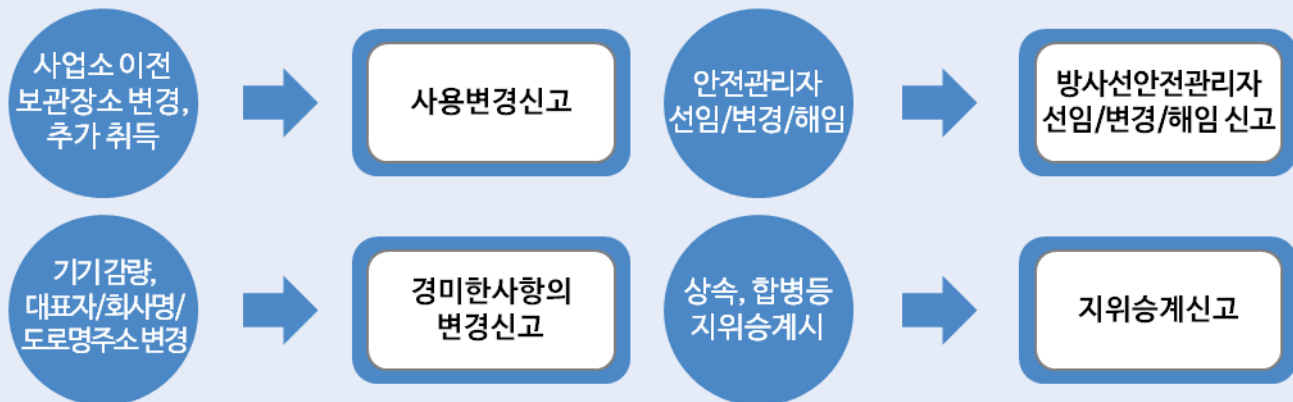 사업소 이전
보관장소 변경,
추가 취득
사용변경신고
안전관리자
선임/변경/해임
방사선안전관리자
선임/변경/해임 신고
기기 감량,
대표자/회사명/
도로명주소 변경
경미한사항의
변경신고
상속, 합병등
지위승계시
지위승계신고